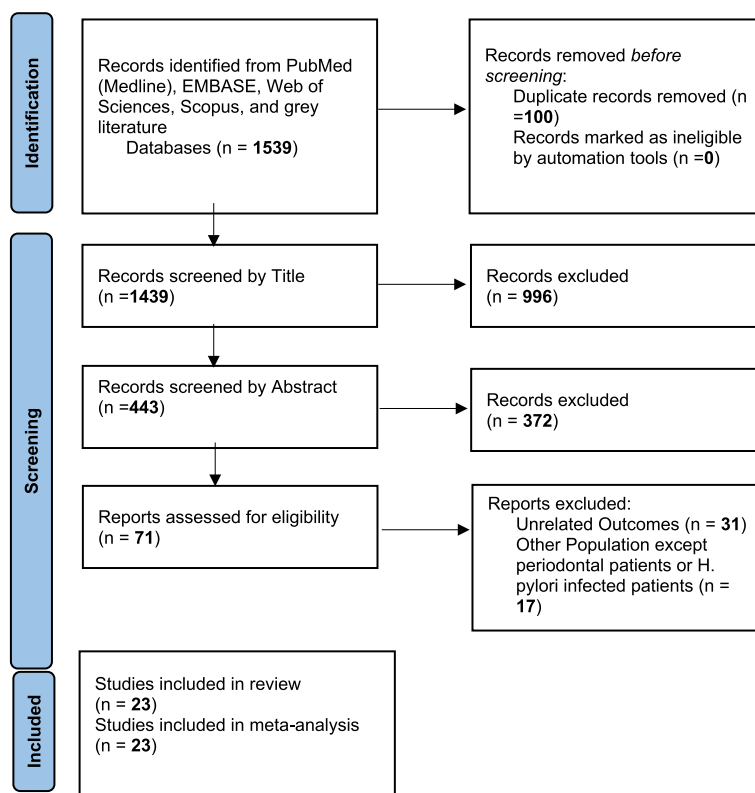 Identification
Records identified from PubMed
(Medline), EMBASE, Web of
Sciences, Scopus, and grey
literature
Databases (n = 1539)
Records removed before
screening:
Duplicate records removed (n
=100)
Records marked as ineligible
by automation tools (n =0)
Screening
Records screened by Title
(n =1439)
Records excluded
(n = 996)
Records screened by Abstract
(n =443)
Records excluded
(n = 372)
Reports assessed for eligibility
(n = 71)
Reports excluded:
Unrelated Outcomes (n = 31)
Other Population except
periodontal patients or H.
pylori infected patients (n =
17)
Included
Studies included in review
(n = 23)
Studies included in meta-analysis
(n = 23)